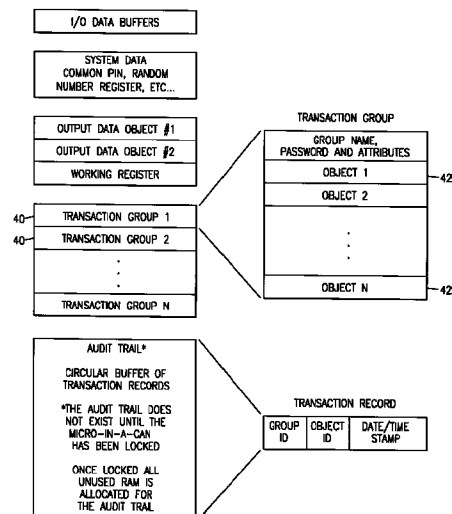 I/O DATA BUFFERS
SYSTEM DATA
COMMON PIN, RANDOM
NUMBER REGISTER, ETC...
OUTPUT DATA OBJECT #1
OUTPUT DATA OBJECT #2
WORKING REGISTER
40
TRANSACTION GROUP 1
40
TRANSACTION GROUP 2
.
.
.
TRANSACTION GROUP N
TRANSACTION GROUP
GROUP NAME,
PASSWORD AND ATTRIBUTES
OBJECT 1
42
OBJECT 2
.
.
.
OBJECT N
42
AUDIT TRAIL*
CIRCULAR BUFFER OF
TRANSACTION RECORDS
*THE AUDIT TRAIL DOES
NOT EXIST UNTIL THE
MICRO-IN-A-CAN
HAS BEEN LOCKED
ONCE LOCKED ALL
UNUSED RAM IS
ALLOCATED FOR
THE AUDIT TRAIL
TRANSACTION RECORD
GROUP
ID
OBJECT
ID
DATE/TIME
STAMP